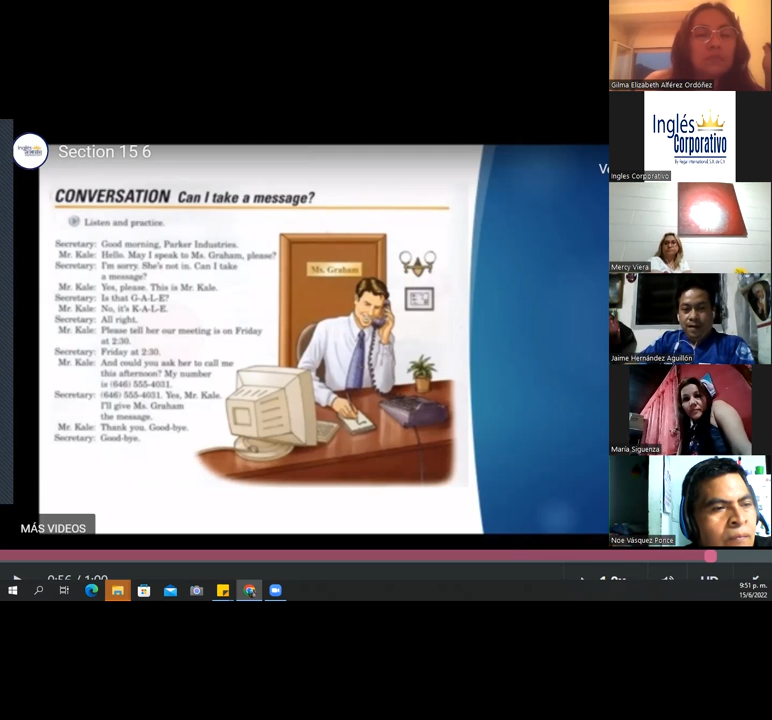 Section 15 6
CONVERSATION Can I take a message?
Listen and practice.
Secretary: Good morning, Parker Industries.
Mr. Kale: Hello. May I speak to Ms. Graham, please?
Secretary: I'm sorry. She's not in. Can I take
a message?
Mr. Kale: Yes, please. This is Mr. Kale.
Secretary: Is that G-A-L-E?
Mr. Kale: No, it's K-A-L-E.
Secretary: All right.
Mr. Kale: Please tell her our meeting is on Friday
at 2:30.
Secretary: Friday at 2:30.
Mr. Kale: And could you ask her to call me
this afternoon? My number
is (646) 555-4031.
Secretary: (646) 555-4031. Yes, Mr. Kale.
I'll give Ms. Graham
the message.
Mr. Kale: Thank you. Good-bye.
Secretary: Good-bye.
Ms. Graham
MÁS VIDEOS
0:56 / 1:00
HD
Gilma Elizabeth Alférez Ordóñez
Inglés
Corporativo
Ingles Corporativo
Mercy Viera
Jaime Hernández Aguillón
María Siguenza
Noe Vásquez Ponce
9:51 p. m.
15/6/2022